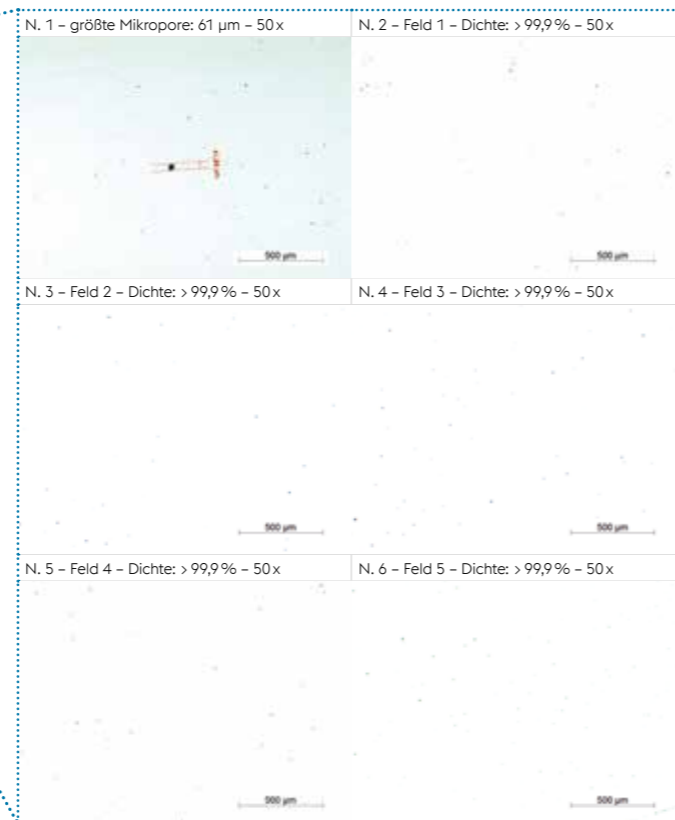 N. 1 – größte Mikropore: 61 µm – 50x
N. 2 – Feld 1 – Dichte: > 99,9 % – 50x
500 µm
500 µm
N. 3 – Feld 2 – Dichte: > 99,9 % – 50x
N. 4 – Feld 3 – Dichte: > 99,9 % – 50x
500 µm
500 µm
N. 5 – Feld 4 – Dichte: > 99,9 % – 50x
N. 6 – Feld 5 – Dichte: > 99,9 % – 50x
500 µm
500 µm